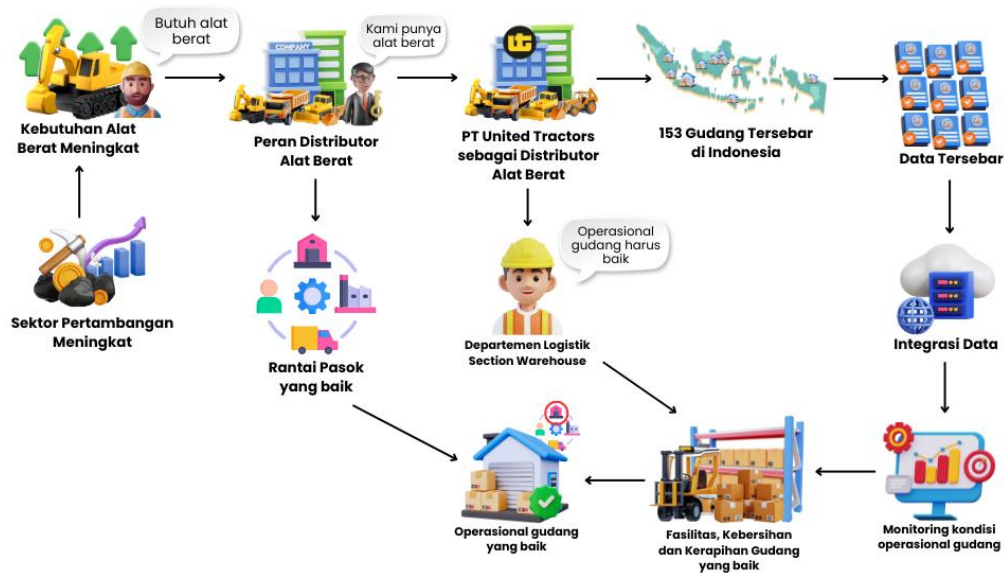 Butuh alat
berat
Kami punya
alat berat
COMPANY
UT
Kebutuhan Alat
Berat Meningkat
Peran Distributor
Alat Berat
PT United Tractors
sebagai Distributor
Alat Berat
153 Gudang Tersebar
di Indonesia
Data Tersebar
Operasional
gudang harus
baik
Sektor Pertambangan
Meningkat
Rantai Pasok
yang baik
Departemen Logistik
Section Warehouse
Integrasi Data
Operasional gudang
yang baik
Fasilitas, Kebersihan
dan Kerapihan Gudang
yang baik
Monitoring kondisi
operasional gudang